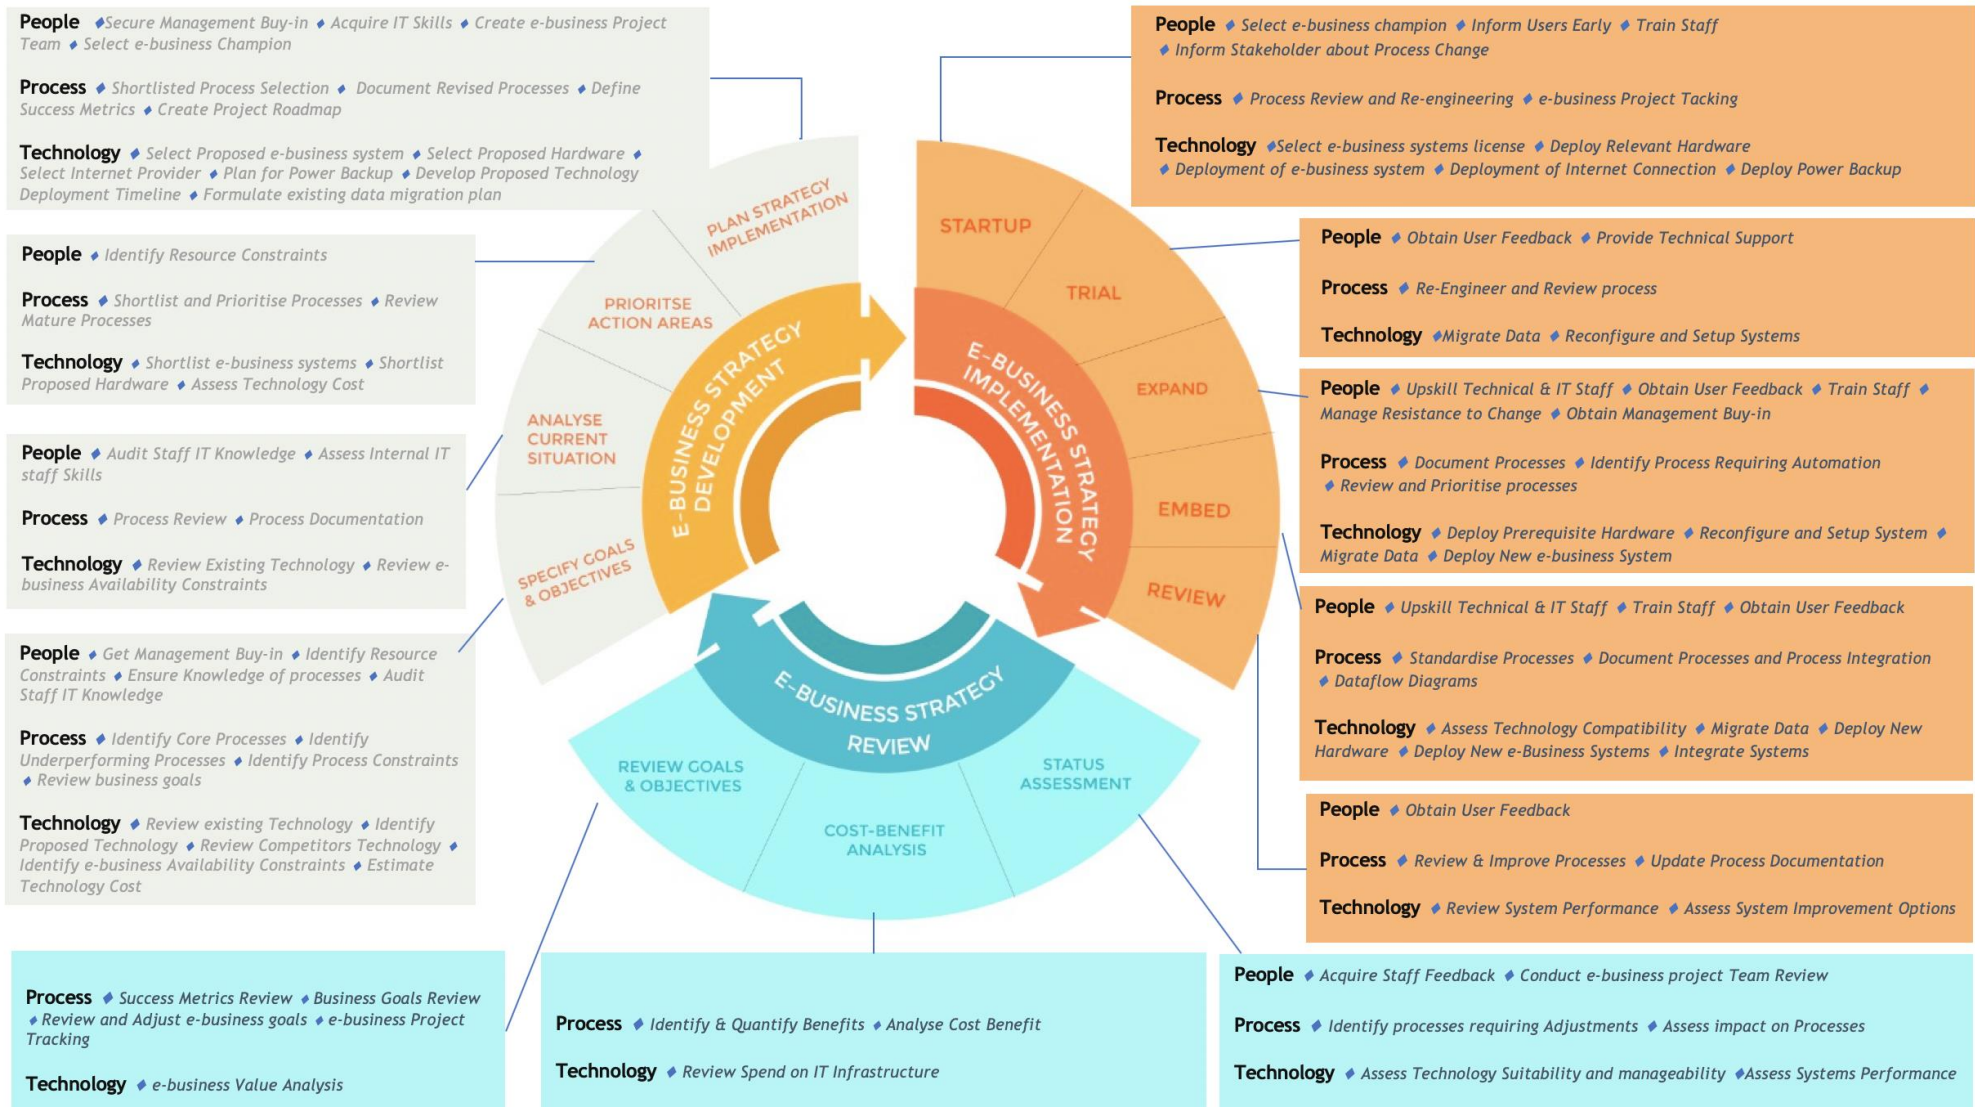 People ♦Secure Management Buy-in ♦ Acquire IT Skills ♦ Create e-business Project
Team ♦ Select e-business Champion
Process ♦ Shortlisted Process Selection ♦ Document Revised Processes ♦ Define
Success Metrics ♦ Create Project Roadmap
Technology ♦ Select Proposed e-business system ♦ Select Proposed Hardware ♦
Select Internet Provider ♦ Plan for Power Backup ♦ Develop Proposed Technology
Deployment Timeline ♦ Formulate existing data migration plan
People ♦ Identify Resource Constraints
Process ♦ Shortlist and Prioritise Processes ♦ Review
Mature Processes
Technology ♦ Shortlist e-business systems ♦ Shortlist
Proposed Hardware ♦ Assess Technology Cost
People ♦ Audit Staff IT Knowledge ♦ Assess Internal IT
staff Skills
Process ♦ Process Review ♦ Process Documentation
Technology ♦ Review Existing Technology ♦ Review e-
business Availability Constraints
People ♦ Get Management Buy-in ♦ Identify Resource
Constraints ♦ Ensure Knowledge of processes ♦ Audit
Staff IT Knowledge
Process ♦ Identify Core Processes ♦ Identify
Underperforming Processes ♦ Identify Process Constraints
♦ Review business goals
Technology ♦ Review existing Technology ♦ Identify
Proposed Technology ♦ Review Competitors Technology ♦
Identify e-business Availability Constraints ♦ Estimate
Technology Cost
PLAN STRATEGY
IMPLEMENTATION
PRIORITSE
ACTION AREAS
ANALYSE
CURRENT
SITUATION
SPECIFY GOALS
& OBJECTIVES
E-BUSINESS STRATEGY
DEVELOPMENT
STARTUP
TRIAL
EXPAND
EMBED
REVIEW
E-BUSINESS STRATEGY
IMPLEMENTATION
E-BUSINESS STRATEGY
REVIEW
REVIEW GOALS
& OBJECTIVES
COST-BENEFIT
ANALYSIS
STATUS
ASSESSMENT
People ♦ Select e-business champion ♦ Inform Users Early ♦ Train Staff
♦ Inform Stakeholder about Process Change
Process ♦ Process Review and Re-engineering ♦ e-business Project Tacking
Technology ♦Select e-business systems license ♦ Deploy Relevant Hardware
♦ Deployment of e-business system ♦ Deployment of Internet Connection ♦ Deploy Power Backup
People ♦ Obtain User Feedback ♦ Provide Technical Support
Process ♦ Re-Engineer and Review process
Technology ♦Migrate Data ♦ Reconfigure and Setup Systems
People ♦ Upskill Technical & IT Staff ♦ Obtain User Feedback ♦ Train Staff ♦
Manage Resistance to Change ♦ Obtain Management Buy-in
Process ♦ Document Processes ♦ Identify Process Requiring Automation
♦ Review and Prioritise processes
Technology ♦ Deploy Prerequisite Hardware ♦ Reconfigure and Setup System ♦
Migrate Data ♦ Deploy New e-business System
People ♦ Upskill Technical & IT Staff ♦ Train Staff ♦ Obtain User Feedback
Process ♦ Standardise Processes ♦ Document Processes and Process Integration
♦ Dataflow Diagrams
Technology ♦ Assess Technology Compatibility ♦ Migrate Data ♦ Deploy New
Hardware ♦ Deploy New e-Business Systems ♦ Integrate Systems
People ♦ Obtain User Feedback
Process ♦ Review & Improve Processes ♦ Update Process Documentation
Technology ♦ Review System Performance ♦ Assess System Improvement Options
Process ♦ Success Metrics Review ♦ Business Goals Review
♦ Review and Adjust e-business goals ♦ e-business Project
Tracking
Technology ♦ e-business Value Analysis
Process ♦ Identify & Quantify Benefits ♦ Analyse Cost Benefit
Technology ♦ Review Spend on IT Infrastructure
People ♦ Acquire Staff Feedback ♦ Conduct e-business project Team Review
Process ♦ Identify processes requiring Adjustments ♦ Assess impact on Processes
Technology ♦ Assess Technology Suitability and manageability ♦Assess Systems Performance